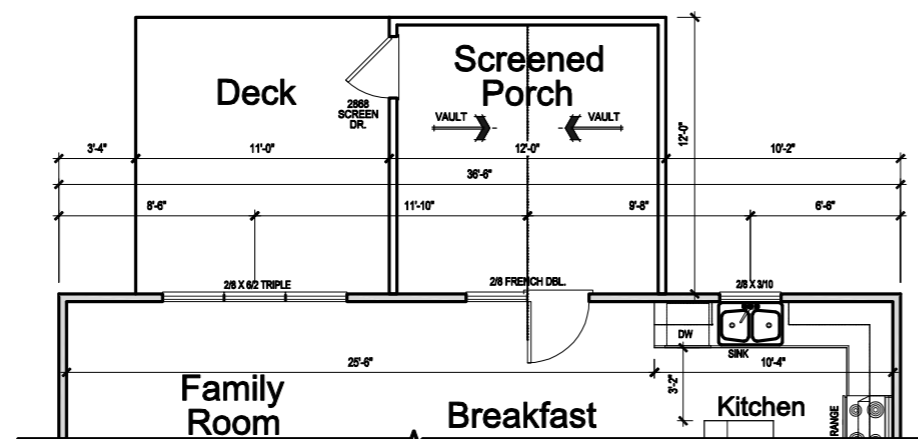 Deck
Screened
Porch
2868
SCREEN
DR.
VAULT
VAULT
12'-0"
3'-4"
11'-0"
12'-0"
10'-2"
36'-6"
8'-6"
11'-10"
9'-8"
6'-6"
2/8 X 6/2 TRIPLE
2/8 FRENCH DBL.
2/8 X 3/10
DW
SINK
25'-6"
10'-4"
3'-2"
Family
Room
Breakfast
Kitchen
RANGE